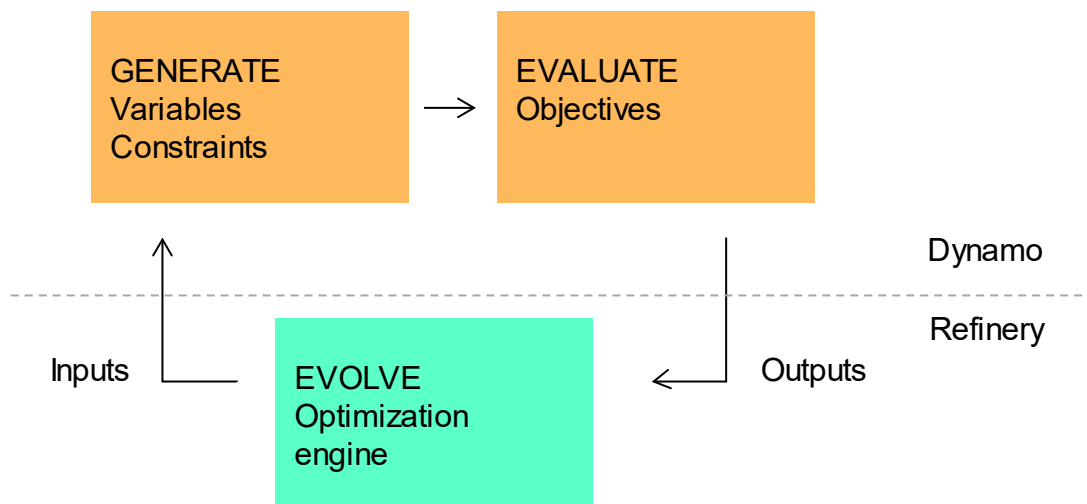 GENERATE
Variables
Constraints
EVALUATE
Objectives
Dynamo
Refinery
Inputs
EVOLVE
Optimization
engine
Outputs